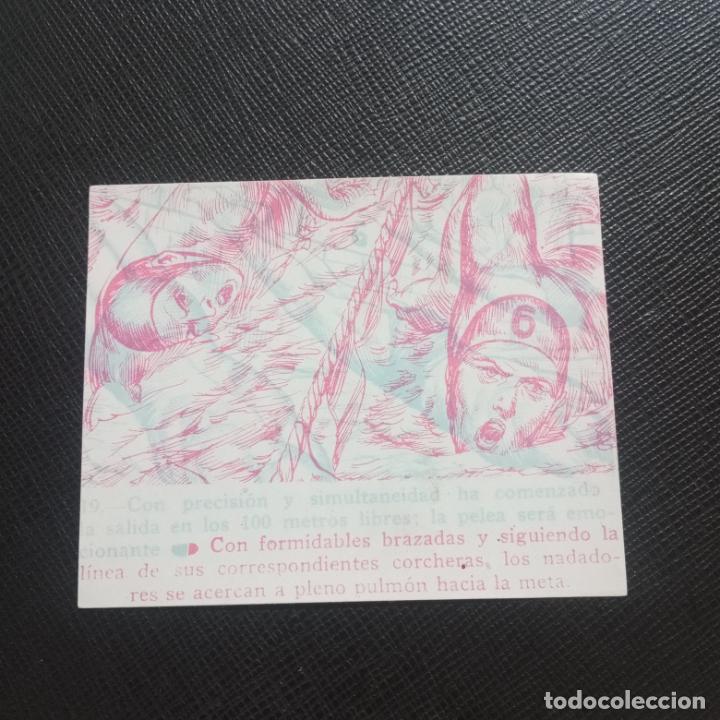 6
19.—Con precisión y simultaneidad ha comenzado
la salida en los 400 metros libres; la pelea será emo-
cionante Con formidables brazadas y siguiendo la
línea de sus correspondientes corcheras, los nadado-
res se acercan a pleno pulmón hacia la meta.
todocoleccion